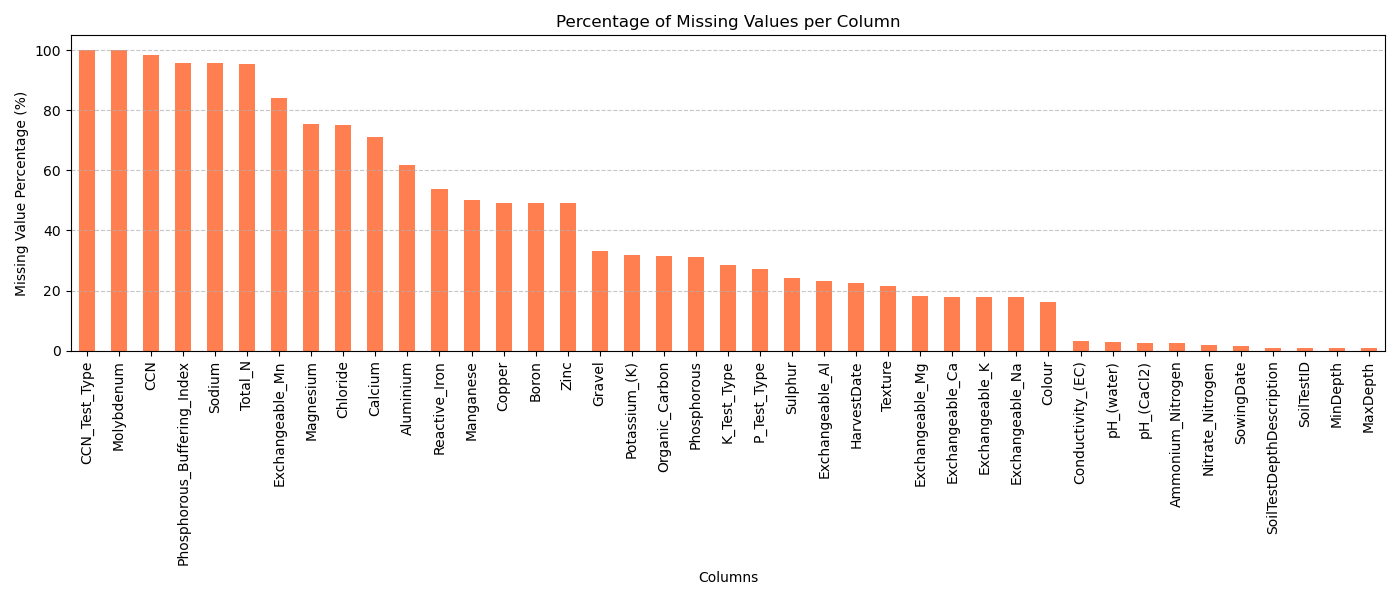 Percentage of Missing Values per Column
Missing Value Percentage (%)
100
80
60
40
20
0
CCN_Test_Type
Molybdenum
CCN
Phosphorous_Buffering_Index
Sodium
Total_N
Exchangeable_Mn
Magnesium
Chloride
Calcium
Aluminium
Reactive_Iron
Manganese
Copper
Boron
Zinc
Gravel
Potassium_(K)
Organic_Carbon
Phosphorous
K_Test_Type
P_Test_Type
Sulphur
Exchangeable_Al
HarvestDate
Texture
Exchangeable_Mg
Exchangeable_Ca
Exchangeable_K
Exchangeable_Na
Colour
Conductivity_(EC)
pH_(water)
pH_(CaCl2)
Ammonium_Nitrogen
Nitrate_Nitrogen
SowingDate
SoilTestDepthDescription
SoilTestID
MinDepth
MaxDepth
Columns